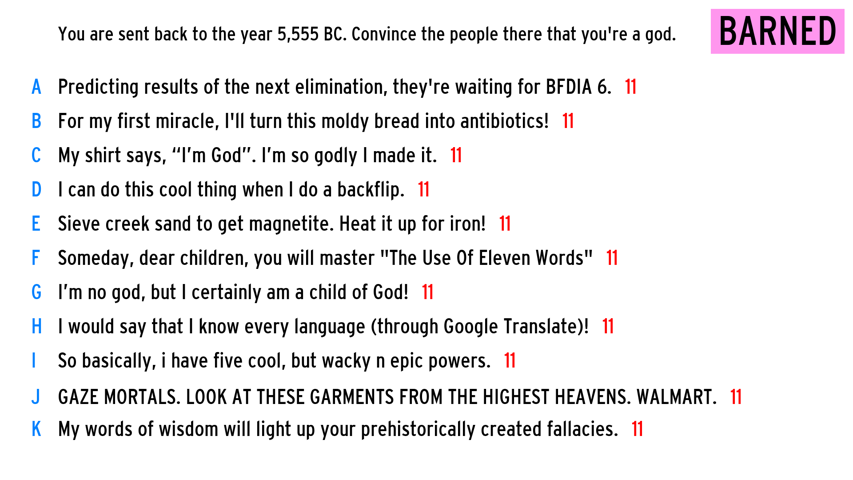 You are sent back to the year 5,555 BC. Convince the people there that you're a god. BARNED
A Predicting results of the next elimination, they're waiting for BFDIA 6. 11
B For my first miracle, I'll turn this moldy bread into antibiotics! 11
C My shirt says, “I’m God”. I’m so godly I made it. 11
D I can do this cool thing when I do a backflip. 11
E Sieve creek sand to get magnetite. Heat it up for iron! 11
F Someday, dear children, you will master "The Use Of Eleven Words" 11
G I’m no god, but I certainly am a child of God! 11
H I would say that I know every language (through Google Translate)! 11
I So basically, i have five cool, but wacky n epic powers. 11
J GAZE MORTALS. LOOK AT THESE GARMENTS FROM THE HIGHEST HEAVENS. WALMART. 11
K My words of wisdom will light up your prehistorically created fallacies. 11